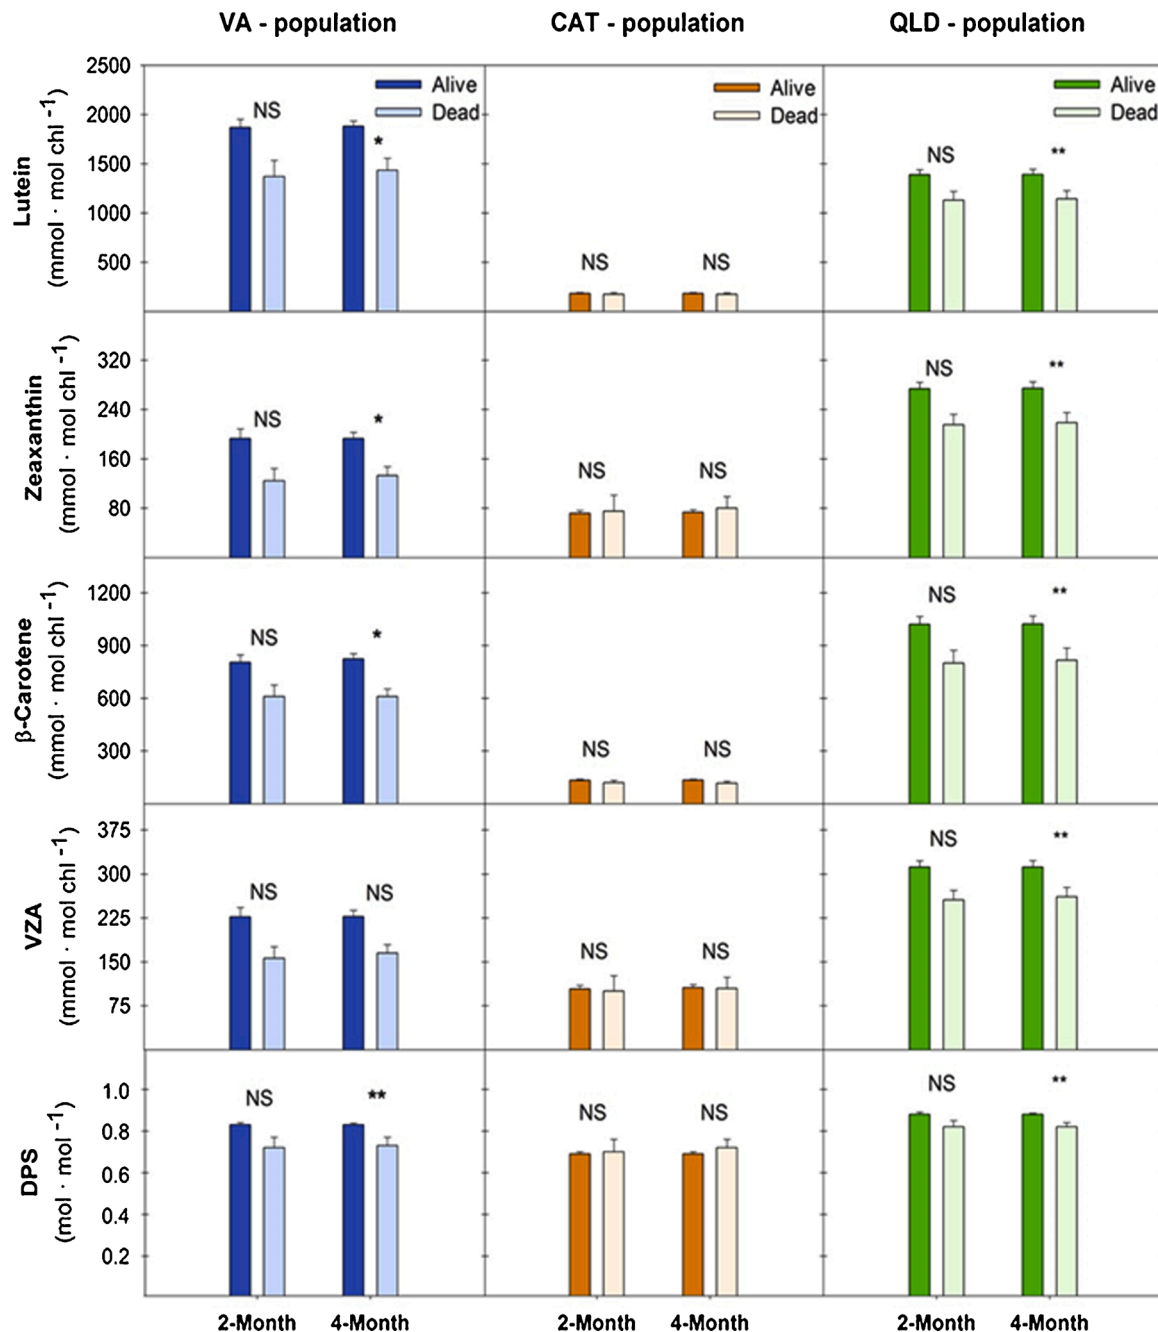 VA - population
CAT - population
QLD - population
Lutein
(mmol · mol chl ⁻¹)
2500
2000
1500
1000
500
Alive
Dead
NS
*
Alive
Dead
NS
NS
Alive
Dead
NS
**
Zeaxanthin
(mmol · mol chl ⁻¹)
320
240
160
80
NS
*
NS
NS
NS
**
β-Carotene
(mmol · mol chl ⁻¹)
1200
900
600
300
NS
*
NS
NS
NS
**
VZA
(mmol · mol chl ⁻¹)
375
300
225
150
75
NS
NS
NS
NS
NS
**
DPS
(mol · mol ⁻¹)
1.0
0.8
0.6
0.4
0.2
NS
**
NS
NS
NS
**
2-Month
4-Month
2-Month
4-Month
2-Month
4-Month